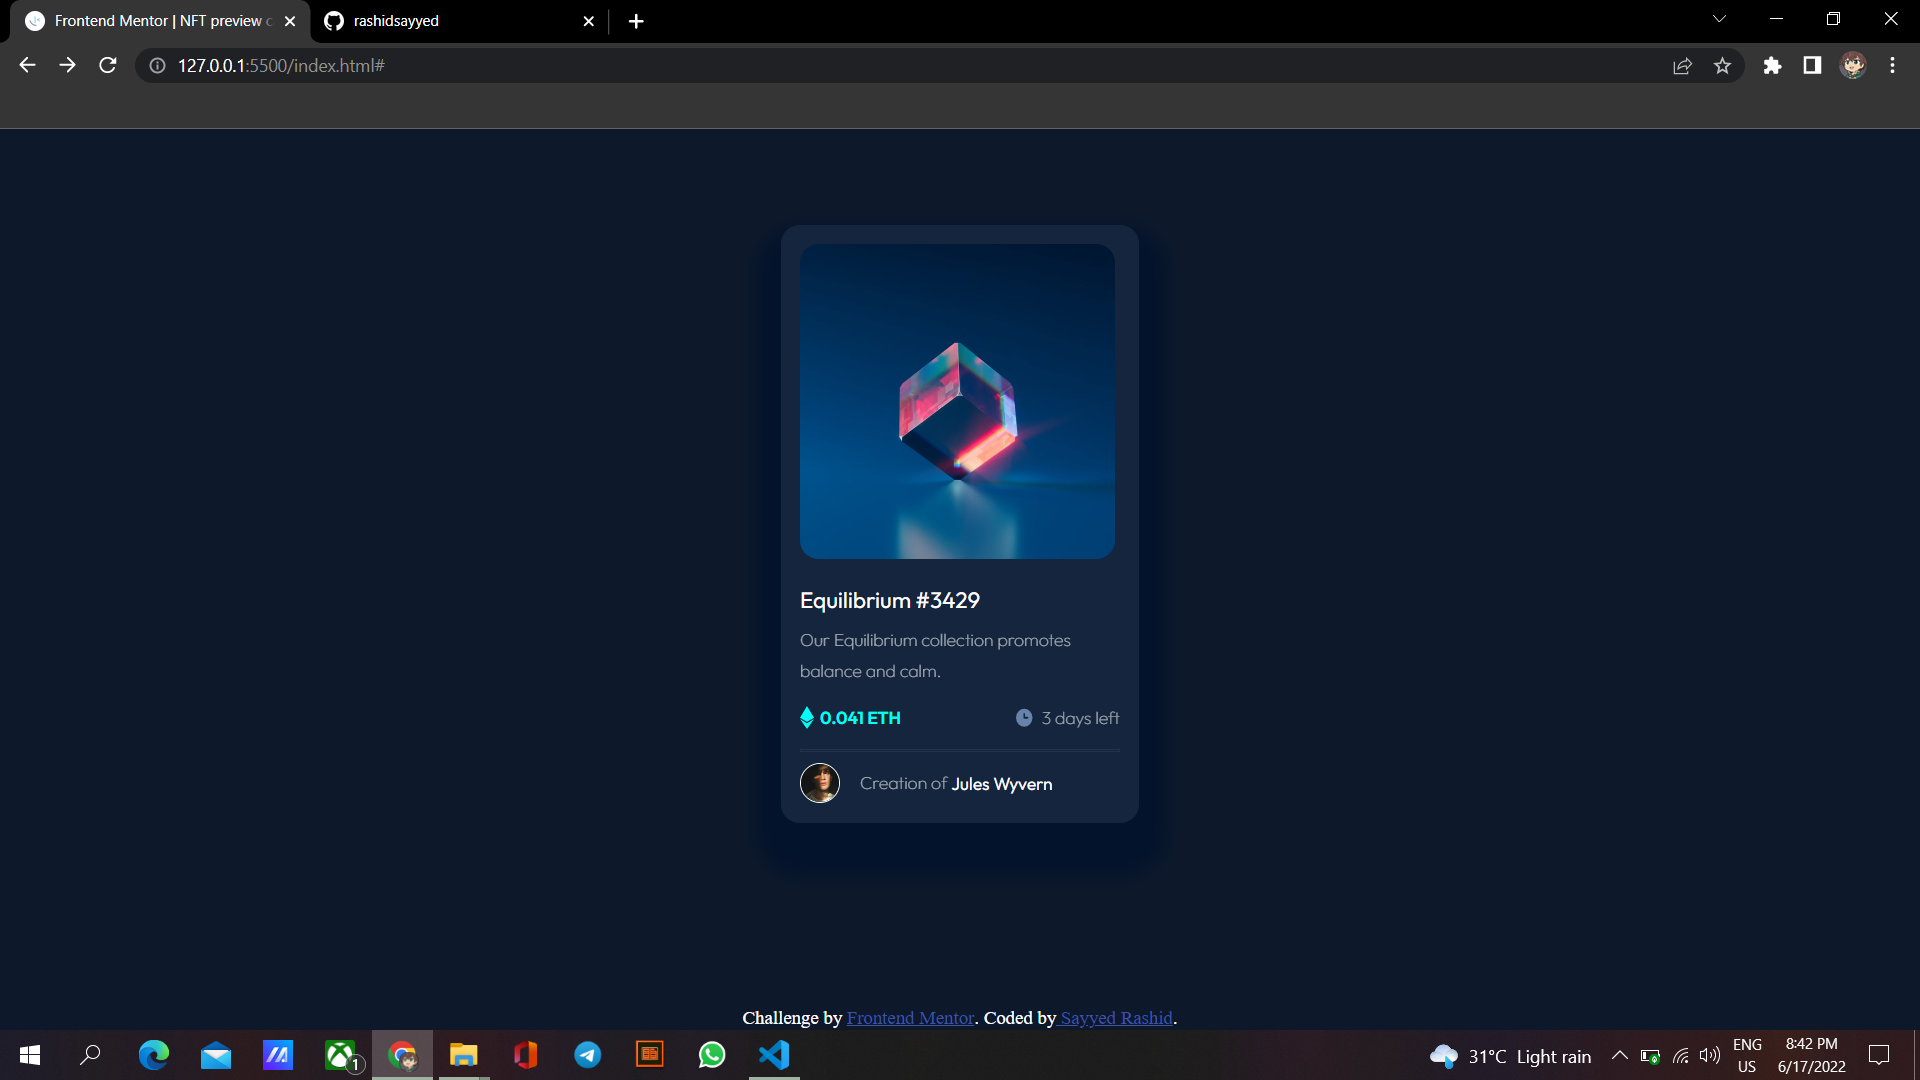 Frontend Mentor | NFT preview c
rashidsayyed
127.0.0.1:5500/index.html#
Equilibrium #3429
Our Equilibrium collection promotes
balance and calm.
0.041 ETH
3 days left
Creation of Jules Wyvern
Challenge by Frontend Mentor. Coded by Sayyed Rashid.
1
31°C Light rain
ENG
US
8:42 PM
6/17/2022